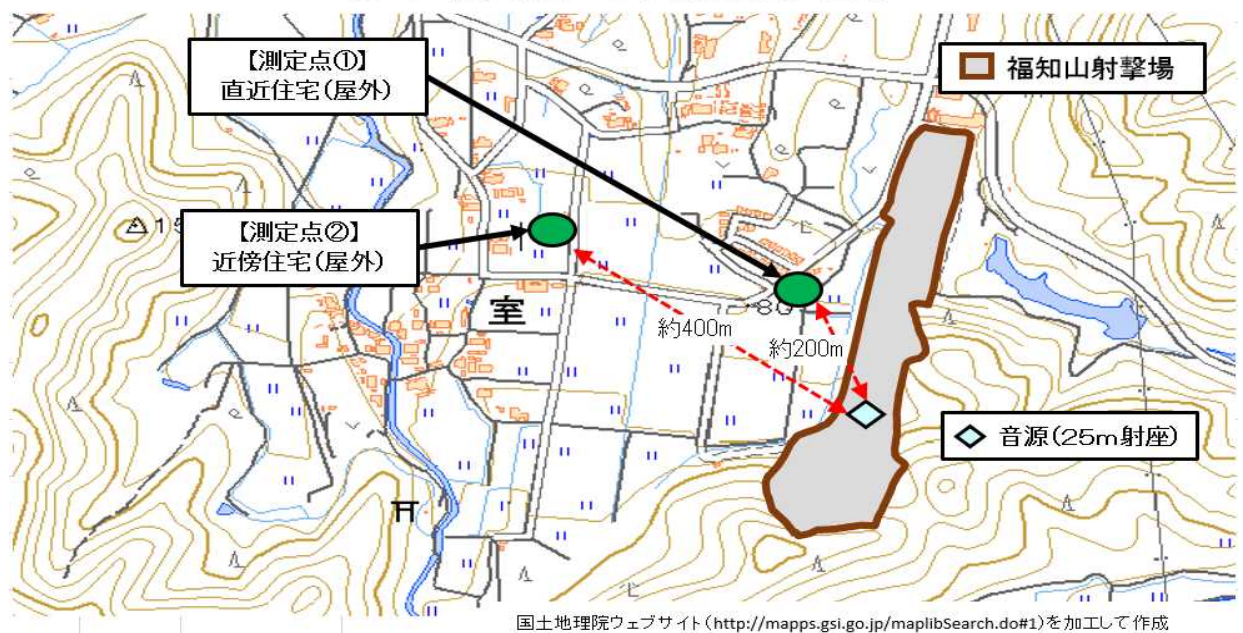 【測定点①】
直近住宅(屋外)
福知山射撃場
【測定点②】
近傍住宅(屋外)
室
約400m
約200m
音源(25m射座)
国土地理院ウェブサイト(http://mapps.gsi.go.jp/maplibSearch.do#1)を加工して作成